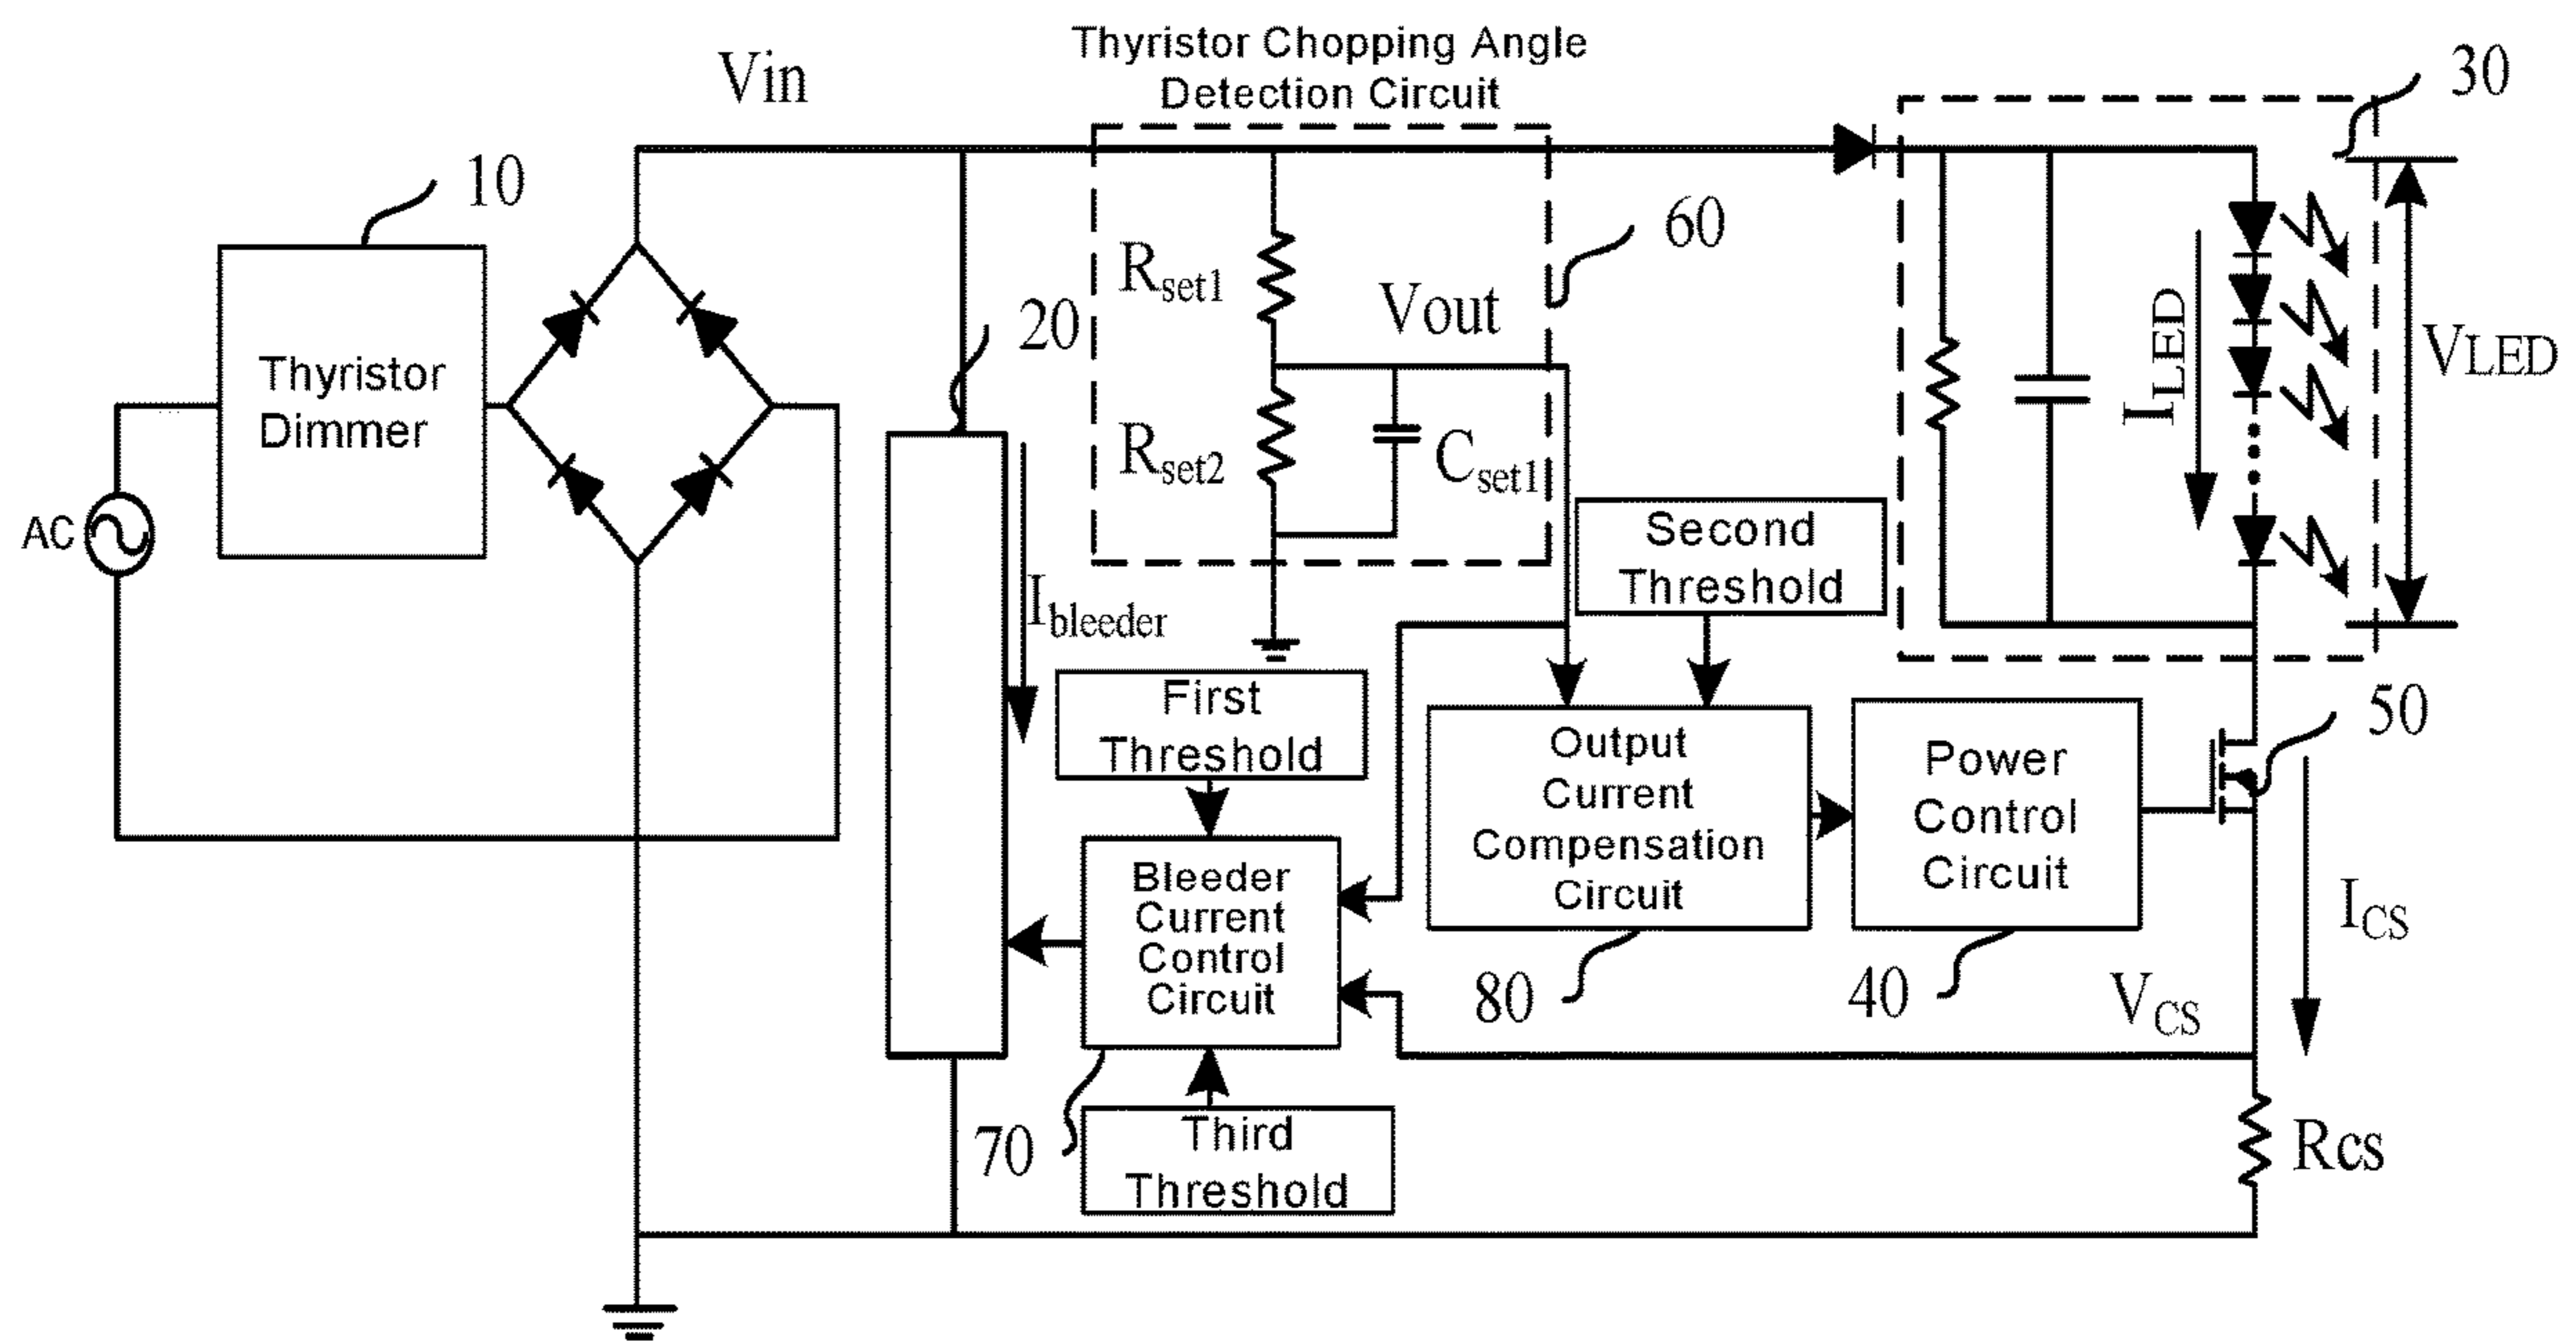 Thyristor Chopping Angle
Detection Circuit
Vin
30
10
60
Rset1
Vout
20
Thyristor
Dimmer
ILED
VLED
Rset2
Cset1
AC
Second
Threshold
Ibleeder
First
Threshold
50
Output
Current
Compensation
Circuit
Power
Control
Circuit
Bleeder
Current
Control
Circuit
ICS
80
40
VCS
70
Third
Threshold
Rcs